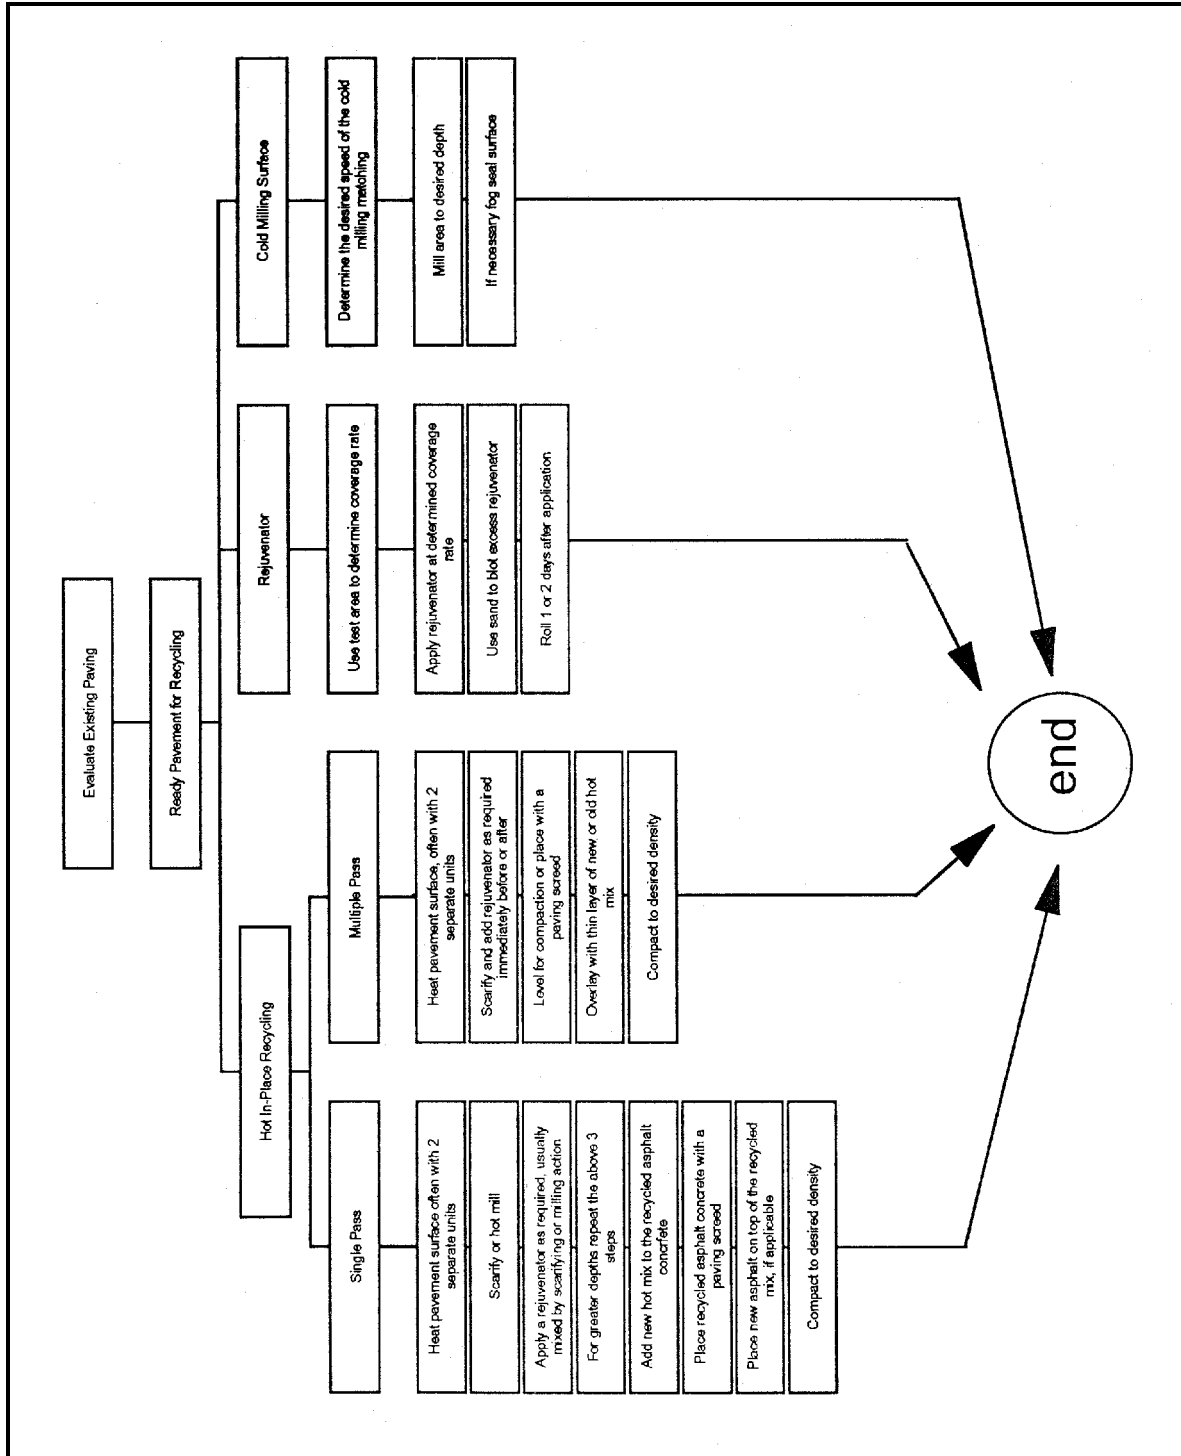 Evaluate Existing Paving
Ready Pavement for Recycling
Hot In-Place Recycling
Single Pass
Heat pavement surface often with 2
separate units
Scarify or hot mill
Apply a rejuvenator as required, usually
mixed by scarifying or milling action
For greater depths repeat the above 3
steps
Add new hot mix to the recycled asphalt
concrfete
Place recycled asphalt concrete with a
paving screed
Place new asphalt on top of the recycled
mix, if applicable
Compact to desired density
Multiple Pass
Heat pavement surface, often with 2
separate units
Scarify and add rejuvenator as required
immediately before or after
Level for compaction or place with a
paving screed
Overlay with thin layer of new or old hot
mix
Compact to desired density
Rejuvenator
Use test area to determine coverage rate
Apply rejuvenator at determined coverage
rate
Use sand to blot excess rejuvenator
Roll 1 or 2 days after application
Cold Milling Surface
Determine the desired speed of the cold
milling matching
Mill area to desired depth
If necessary fog seal surface
end